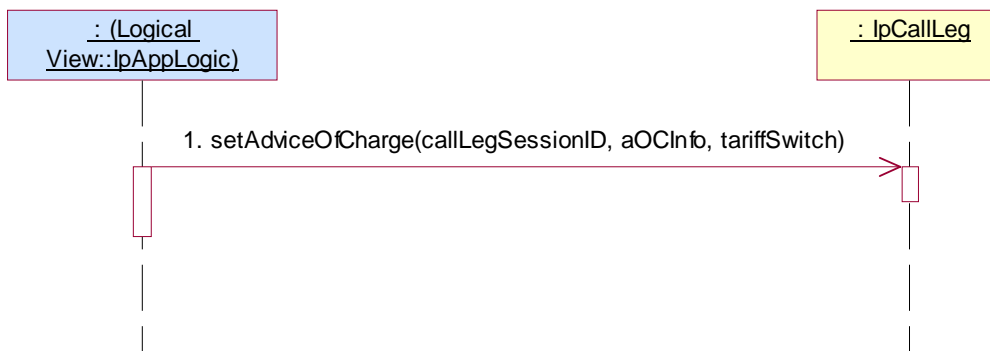 : (Logical
View::IpAppLogic)
: IpCallLeg
1. setAdviceOfCharge(callLegSessionID, aOCInfo, tariffSwitch)